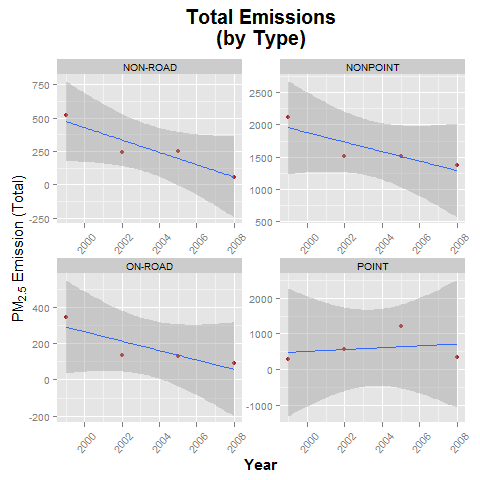 Total Emissions
(by Type)
NON-ROAD
NONPOINT
750
500
250
0
-250
2500
2000
1500
1000
500
2000 2002 2004 2006 2008
2000 2002 2004 2006 2008
ON-ROAD
POINT
400
200
0
-200
2000
1000
0
-1000
2000 2002 2004 2006 2008
2000 2002 2004 2006 2008
PM2.5 Emission (Total)
Year